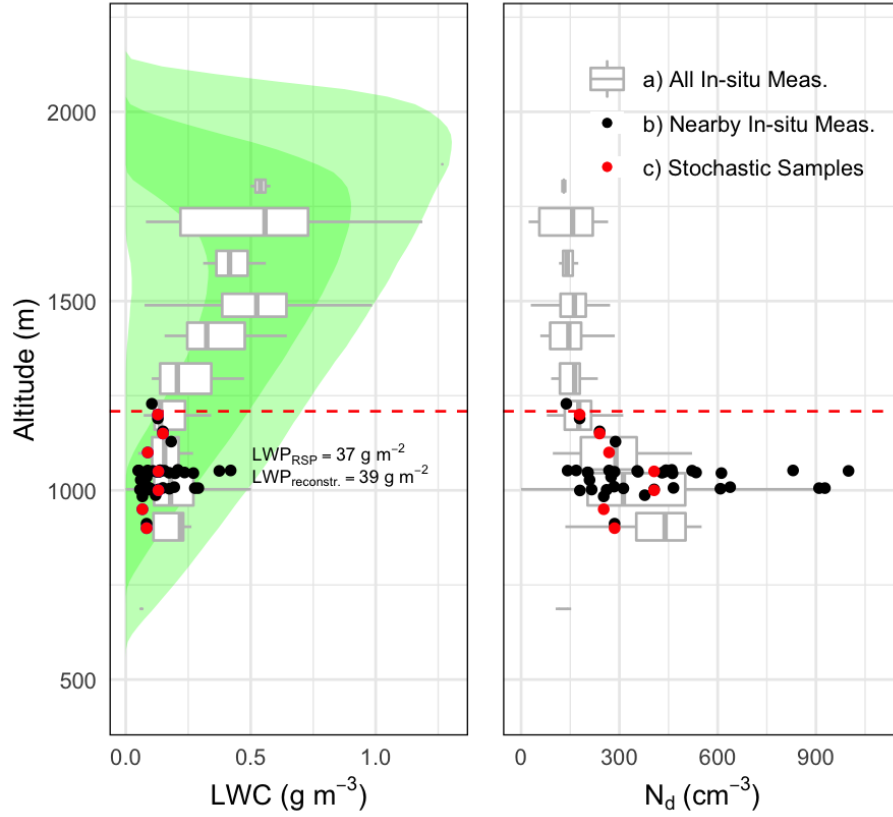 a) All In-situ Meas.
b) Nearby In-situ Meas.
c) Stochastic Samples
2000
1500
1000
500
Altitude (m)
LWP_RSP = 37 g m⁻²
LWP_reconstr. = 39 g m⁻²
0.0 0.5 1.0
LWC (g m⁻³)
0 300 600 900
N_d (cm⁻³)